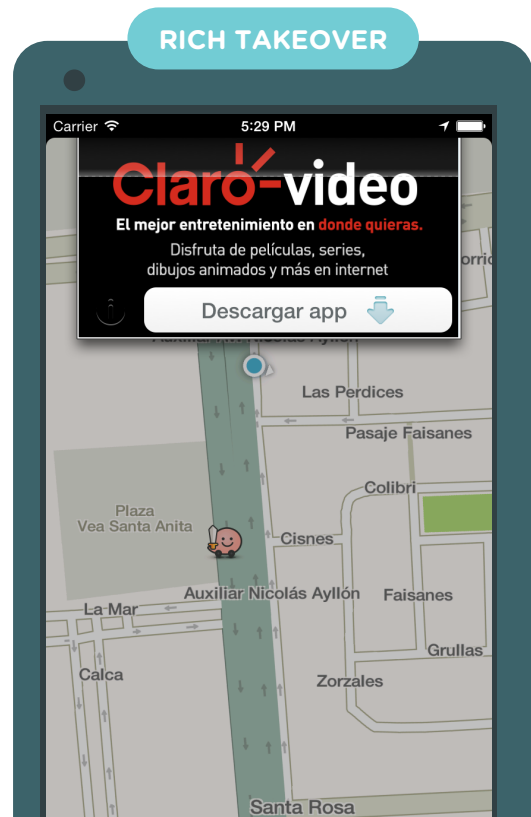 RICH TAKEOVER
Carrier
5:29 PM
Claro-video
El mejor entretenimiento en donde quieras.
Disfruta de películas, series,
dibujos animados y más en internet
Descargar app
Nicolás Ayllón
Las Perdices
Pasaje Faisanes
Colibri
Plaza
Vea Santa Anita
Cisnes
Auxiliar Nicolás Ayllón
Faisanes
La Mar
Grullas
Calca
Zorzales
Santa Rosa